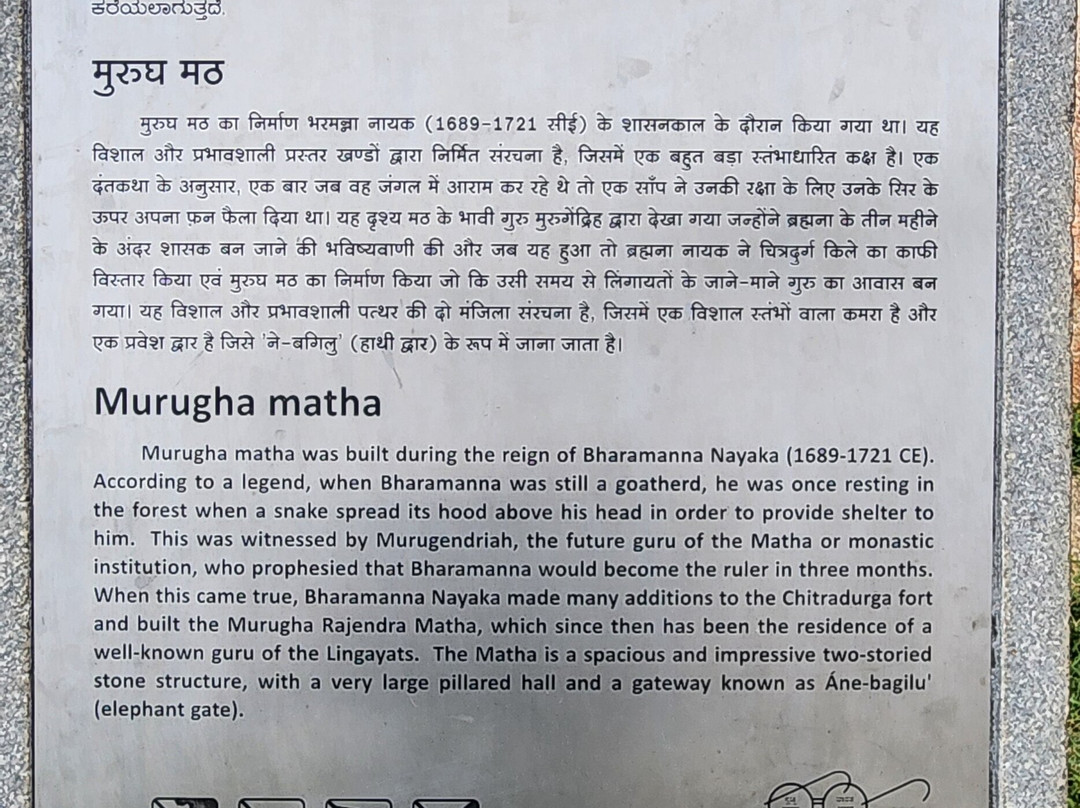 ಕರೆಯಲಾಗುತ್ತದೆ.
मुरुघ मठ
मुरुघ मठ का निर्माण भरमन्ना नायक (1689-1721 सीई) के शासनकाल के दौरान किया गया था। यह
विशाल और प्रभावशाली प्रस्तर खण्डों द्वारा निर्मित संरचना है, जिसमें एक बहुत बड़ा स्तंभाधारित कक्ष है। एक
दंतकथा के अनुसार, एक बार जब वह जंगल में आराम कर रहे थे तो एक साँप ने उनकी रक्षा के लिए उनके सिर के
ऊपर अपना फ़न फैला दिया था। यह दृश्य मठ के भावी गुरु मुरुगेंद्रिह द्वारा देखा गया जन्होंने ब्रह्मना के तीन महीने
के अंदर शासक बन जाने की भविष्यवाणी की और जब यह हुआ तो ब्रह्मना नायक ने चित्रदुर्ग किले का काफी
विस्तार किया एवं मुरुघ मठ का निर्माण किया जो कि उसी समय से लिंगायतों के जाने-माने गुरु का आवास बन
गया। यह विशाल और प्रभावशाली पत्थर की दो मंजिला संरचना है, जिसमें एक विशाल स्तंभों वाला कमरा है और
एक प्रवेश द्वार है जिसे 'ने-बगिलु' (हाथी द्वार) के रूप में जाना जाता है।
Murugha matha
Murugha matha was built during the reign of Bharamanna Nayaka (1689-1721 CE).
According to a legend, when Bharamanna was still a goatherd, he was once resting in
the forest when a snake spread its hood above his head in order to provide shelter to
him. This was witnessed by Murugendriah, the future guru of the Matha or monastic
institution, who prophesied that Bharamanna would become the ruler in three months.
When this came true, Bharamanna Nayaka made many additions to the Chitradurga fort
and built the Murugha Rajendra Matha, which since then has been the residence of a
well-known guru of the Lingayats. The Matha is a spacious and impressive two-storied
stone structure, with a very large pillared hall and a gateway known as Áne-bagilu'
(elephant gate).